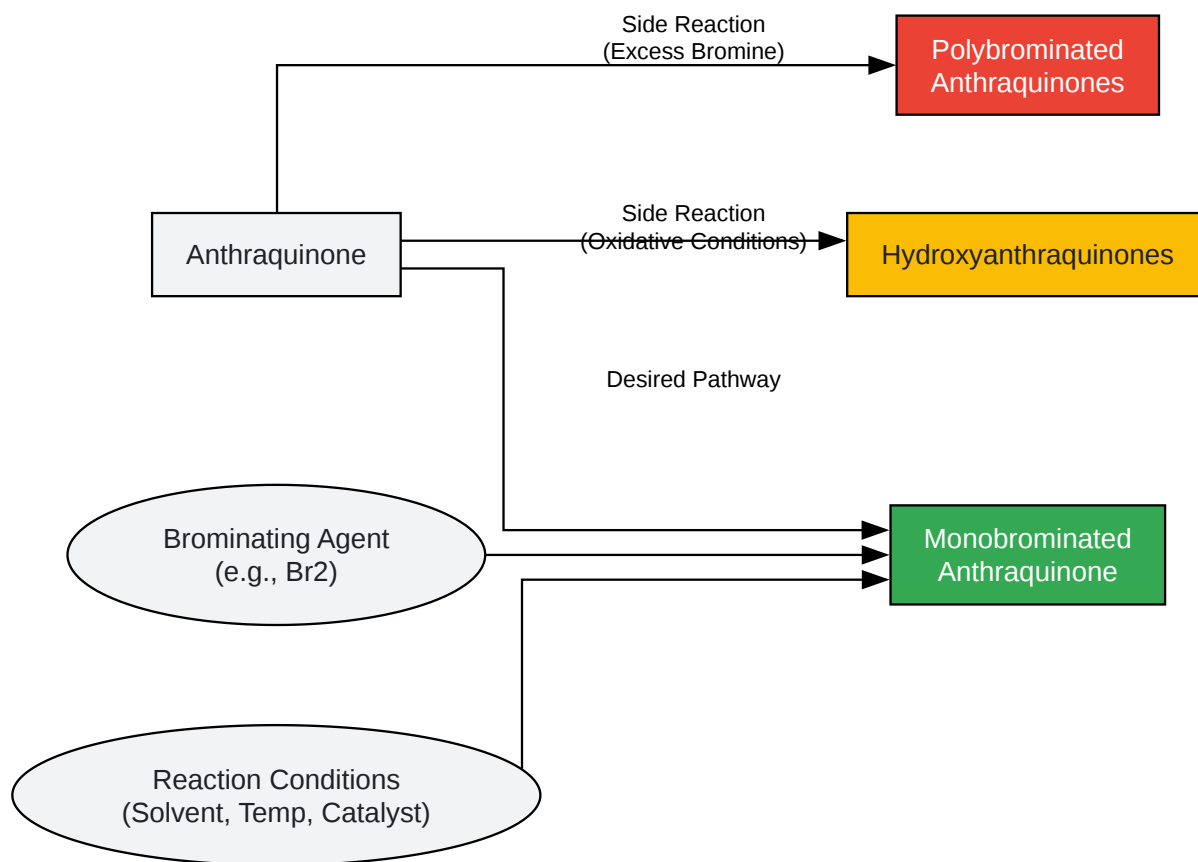 Side Reaction
(Excess Bromine)
Polybrominated
Anthraquinones
Anthraquinone
Side Reaction
(Oxidative Conditions)
Hydroxyanthraquinones
Desired Pathway
Brominating Agent
(e.g., Br2)
Monobrominated
Anthraquinone
Reaction Conditions
(Solvent, Temp, Catalyst)